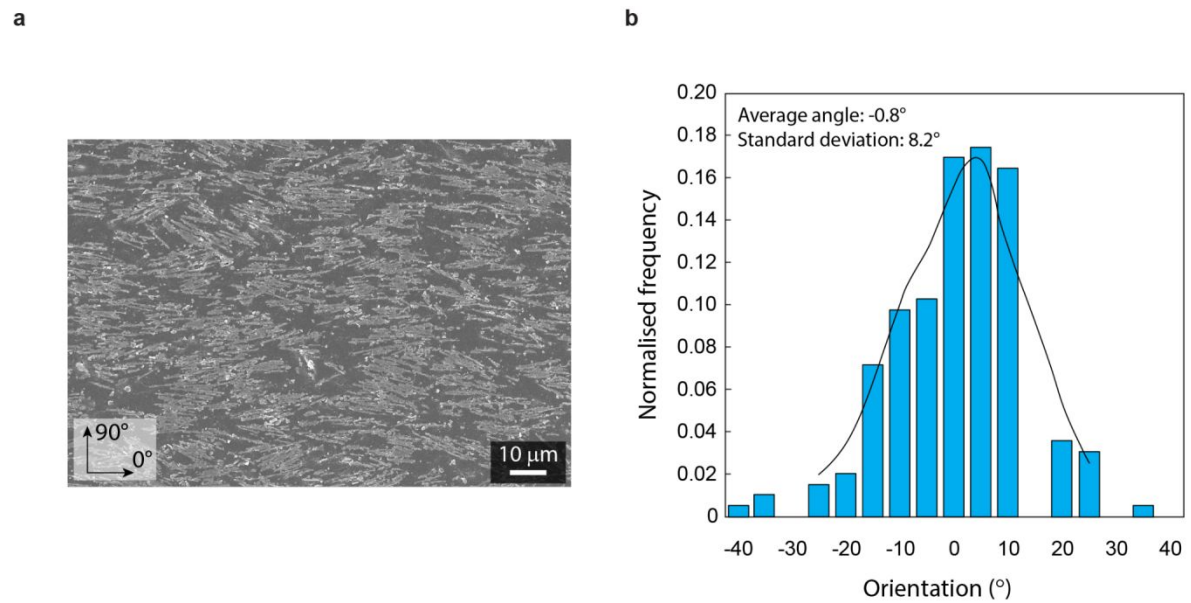 a
b
90°
0°
10 µm
Average angle: -0.8°
Standard deviation: 8.2°
Normalised frequency
0.20
0.18
0.16
0.14
0.12
0.10
0.08
0.06
0.04
0.02
0
-40 -30 -20 -10 0 10 20 30 40
Orientation (°)